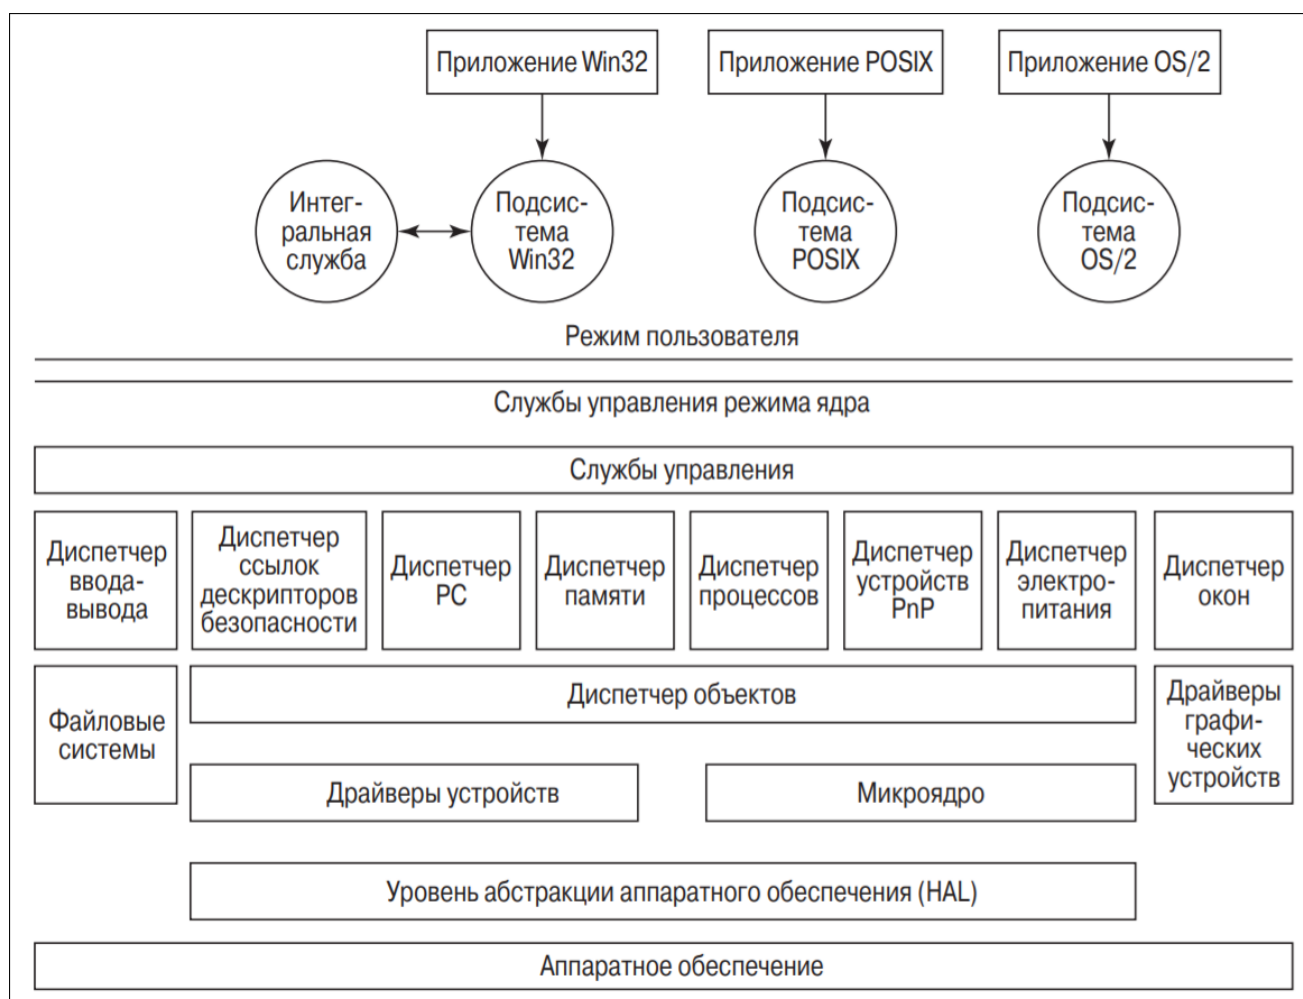 Приложение Win32
Приложение POSIX
Приложение OS/2
Интег-
ральная
служба
Подсис-
тема
Win32
Подсис-
тема
POSIX
Подсис-
тема
OS/2
Режим пользователя
Службы управления режима ядра
Службы управления
Диспетчер
ввода-
вывода
Диспетчер
ссылок
дескрипторов
безопасности
Диспетчер
PC
Диспетчер
памяти
Диспетчер
процессов
Диспетчер
устройств
PnP
Диспетчер
электро-
питания
Диспетчер
окон
Файловые
системы
Диспетчер объектов
Драйверы
графи-
ческих
устройств
Драйверы устройств
Микроядро
Уровень абстракции аппаратного обеспечения (HAL)
Аппаратное обеспечение